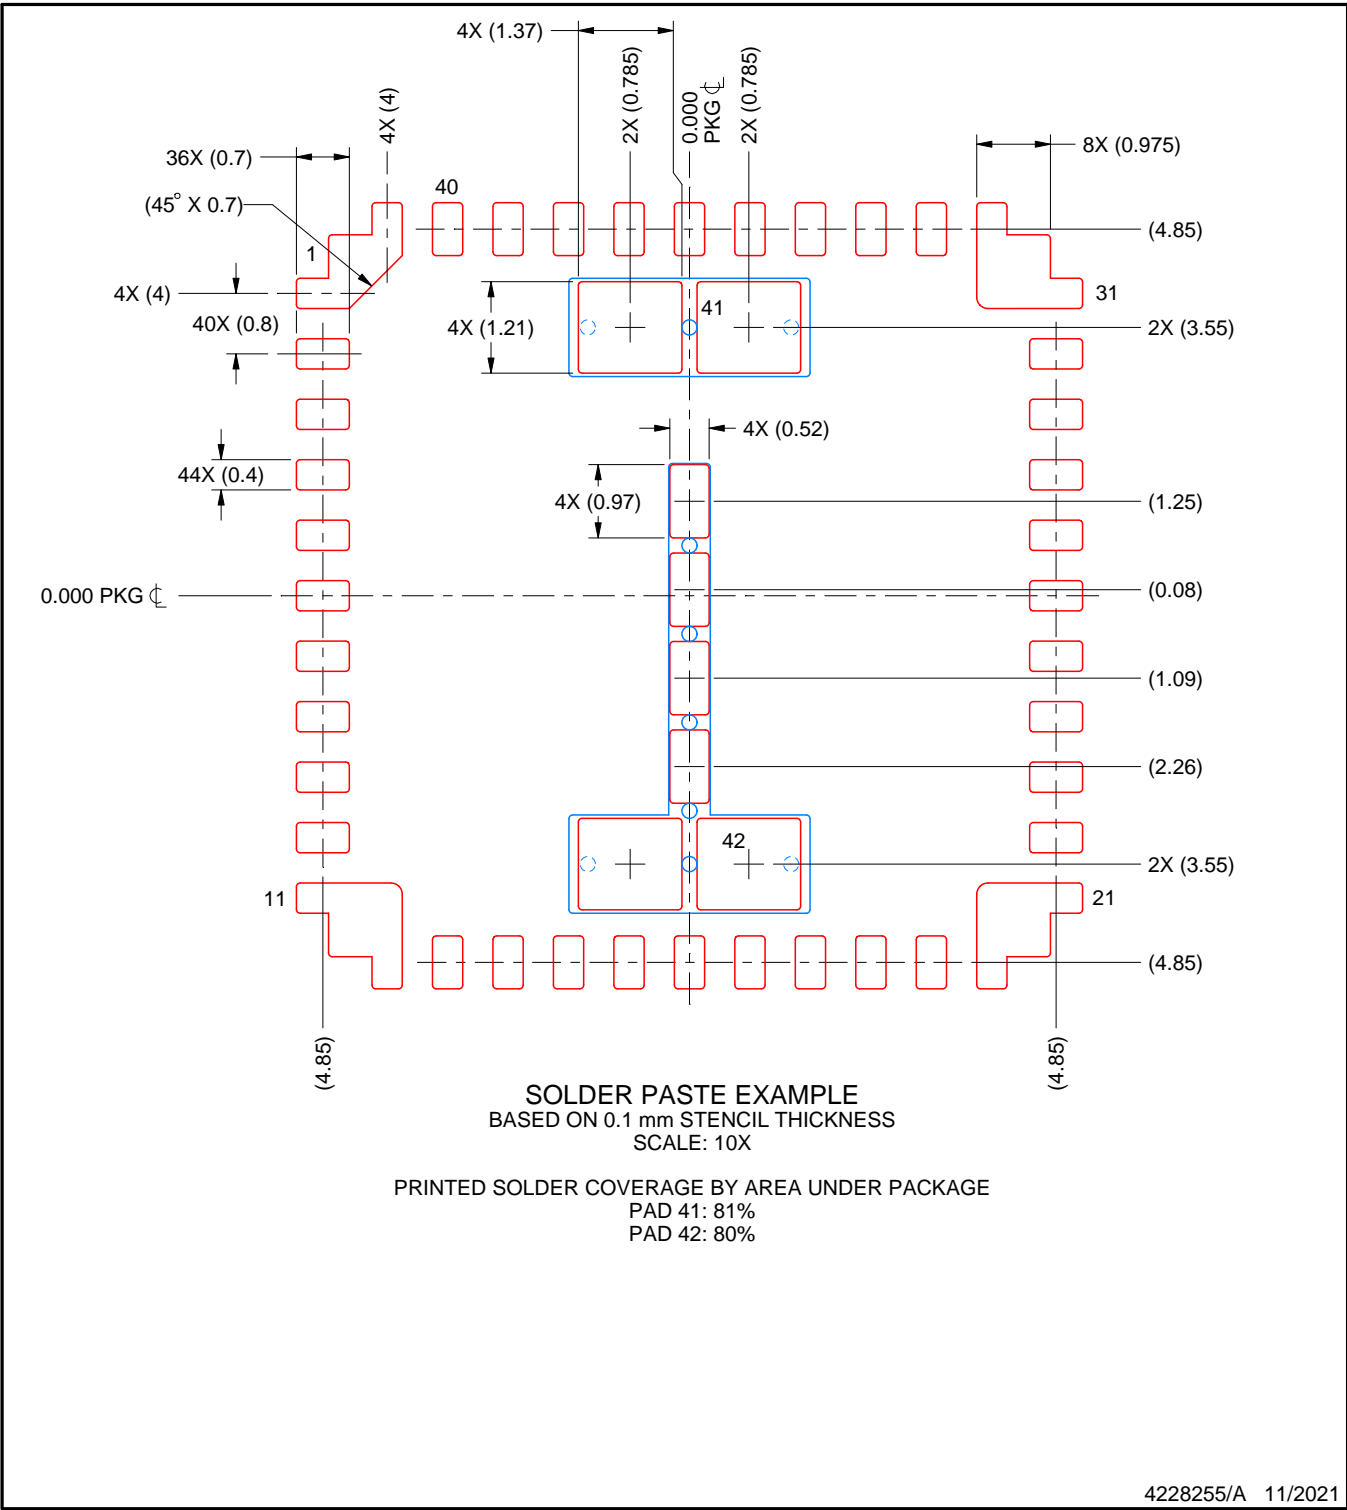 4X (1.37)
2X (0.785)
0.000
PKG ℄
2X (0.785)
4X (4)
36X (0.7)
8X (0.975)
(45° X 0.7)
40
(4.85)
1
4X (4)
31
41
40X (0.8)
4X (1.21)
2X (3.55)
4X (0.52)
44X (0.4)
4X (0.97)
(1.25)
0.000 PKG ℄
(0.08)
(1.09)
(2.26)
42
2X (3.55)
11
21
(4.85)
(4.85)
(4.85)
SOLDER PASTE EXAMPLE
BASED ON 0.1 mm STENCIL THICKNESS
SCALE: 10X
PRINTED SOLDER COVERAGE BY AREA UNDER PACKAGE
PAD 41: 81%
PAD 42: 80%
4228255/A 11/2021